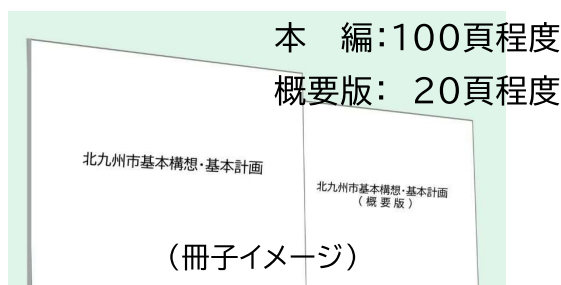 本　編：100頁程度
概要版：　20頁程度
北九州市基本構想・基本計画
北九州市基本構想・基本計画
（概要版）
（冊子イメージ）